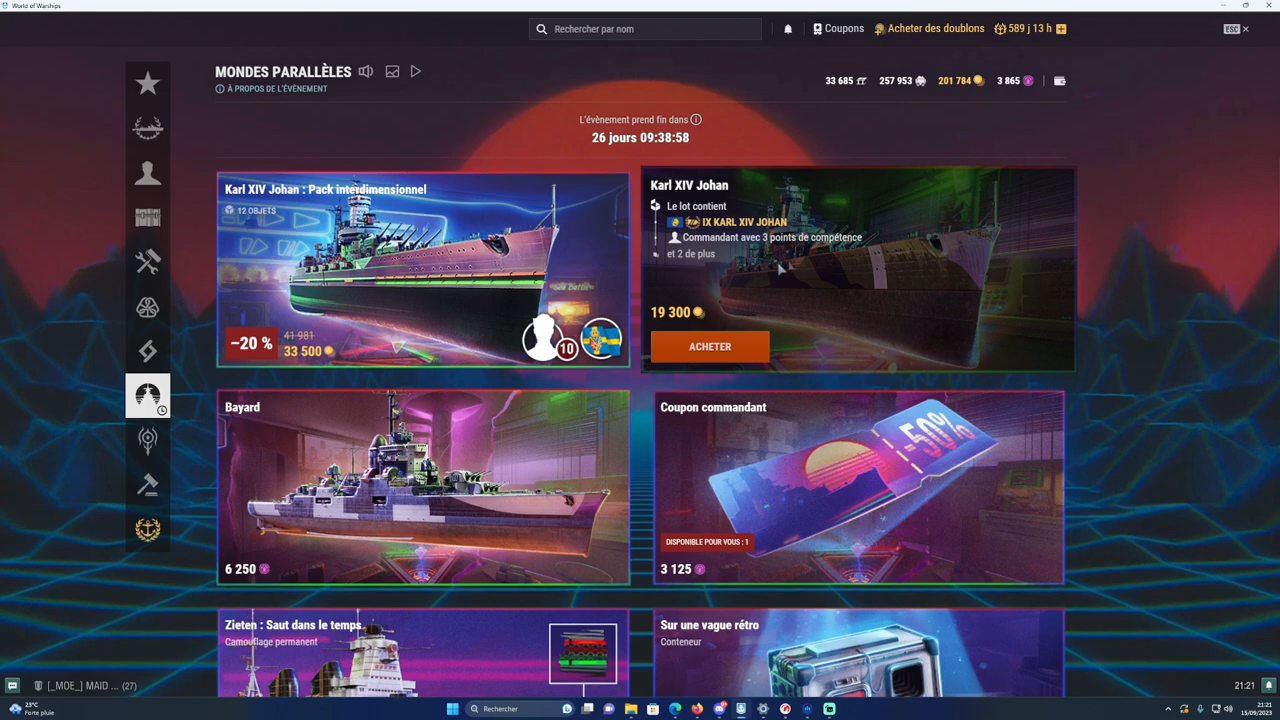 World of Warships
Rechercher par nom
Coupons
Acheter des doublons
589 j 13 h
ESC
MONDES PARALLÈLES
À PROPOS DE L'ÉVÈNEMENT
33 685
257 953
201 784
3 865
L'évènement prend fin dans
26 jours 09:38:58
Karl XIV Johan : Pack interdimensionnel
12 OBJETS
-20 %
41 981
33 500
10
Karl XIV Johan
Le lot contient
IX KARL XIV JOHAN
Commandant avec 3 points de compétence
et 2 de plus
19 300
ACHETER
Bayard
6 250
Coupon commandant
-50%
DISPONIBLE POUR VOUS : 1
3 125
Zieten : Saut dans le temps
Camouflage permanent
Sur une vague rétro
Conteneur
[_MOE_] MAID ... (27)
21:21
23°C
Forte pluie
Rechercher
21:21
15/09/2023